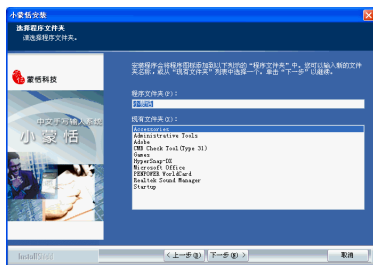 小蒙恬安装
选择程序文件夹
请选择程序文件夹。
安装程序会将程序图标添加到以下列出的“程序文件夹”中。您可以输入新的文件
夹名称，或从“现有文件夹”列表中选择一个。单击“下一步”以继续。
蒙恬科技
程序文件夹(P)：
小蒙恬
现有文件夹(X)：
中文手写输入系统
小蒙恬
Accessories
Administrative Tools
Adobe
CMB Check Tool(Type 31)
Games
HyperSnap-DX
Microsoft Office
PENPOWER WorldCard
Realtek Sound Manager
Startup
InstallShield
< 上一步(B)
下一步(N) >
取消